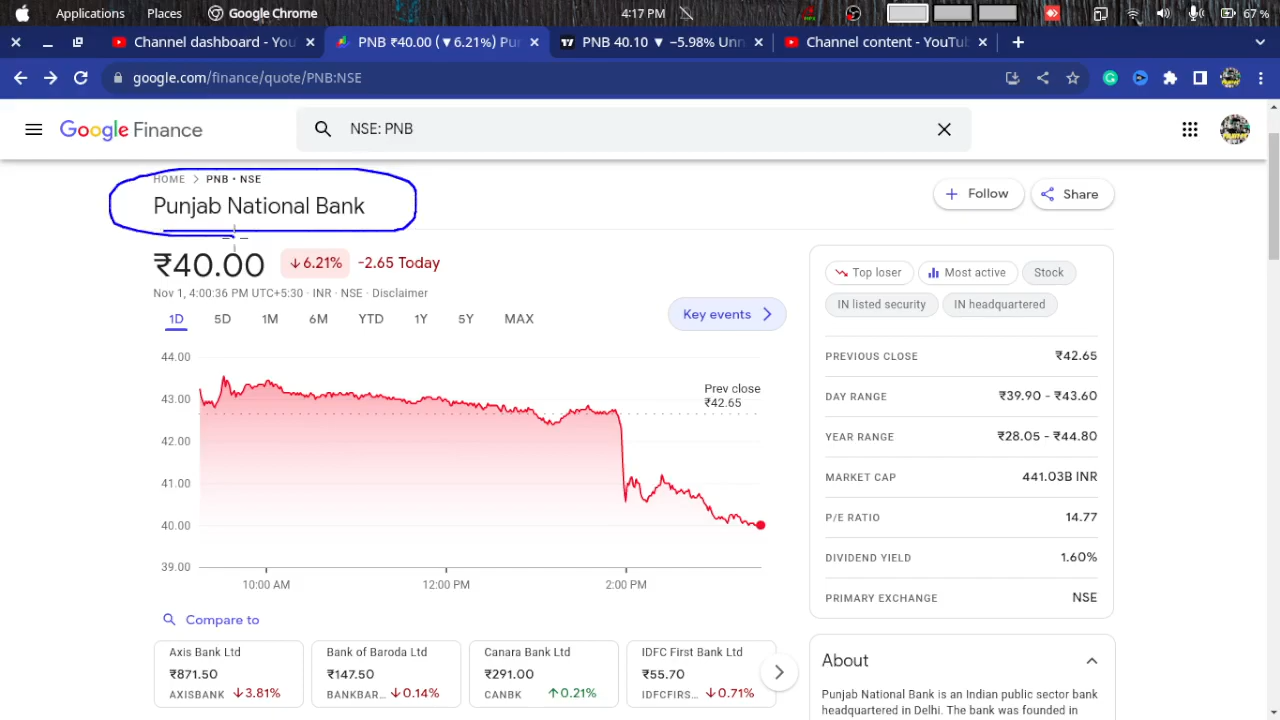 Applications Places Google Chrome 4:17 PM 67 %
Channel dashboard - You PNB ₹40.00 (▼6.21%) Pun PNB 40.10 ▼ −5.98% Unn Channel content - YouTub
google.com/finance/quote/PNB:NSE
Google Finance NSE: PNB
HOME > PNB • NSE
Punjab National Bank
+ Follow Share
₹40.00 ↓6.21% -2.65 Today
Nov 1, 4:00:36 PM UTC+5:30 · INR · NSE · Disclaimer
1D 5D 1M 6M YTD 1Y 5Y MAX
Key events
44.00
43.00
42.00
41.00
40.00
39.00
Prev close
₹42.65
10:00 AM 12:00 PM 2:00 PM
Compare to
Axis Bank Ltd
₹871.50
AXISBANK ↓3.81%
Bank of Baroda Ltd
₹147.50
BANKBAR... ↓0.14%
Canara Bank Ltd
₹291.00
CANBK ↑0.21%
IDFC First Bank Ltd
₹55.70
IDFCFIRS... ↓0.71%
Top loser Most active Stock
IN listed security IN headquartered
PREVIOUS CLOSE ₹42.65
DAY RANGE ₹39.90 - ₹43.60
YEAR RANGE ₹28.05 - ₹44.80
MARKET CAP 441.03B INR
P/E RATIO 14.77
DIVIDEND YIELD 1.60%
PRIMARY EXCHANGE NSE
About
Punjab National Bank is an Indian public sector bank
headquartered in Delhi. The bank was founded in